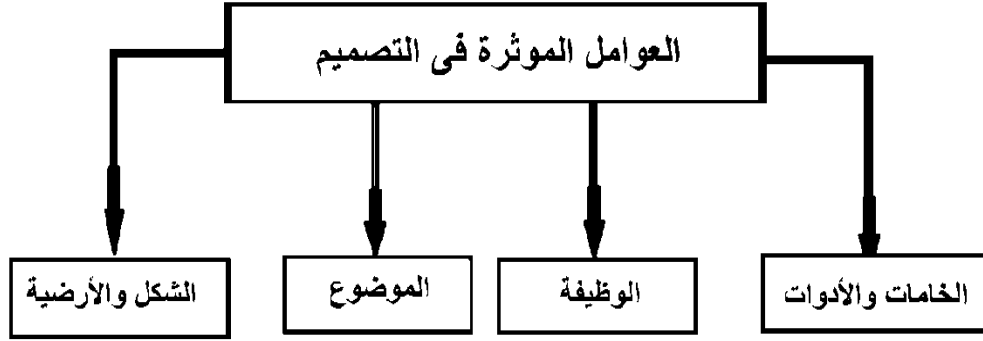 العوامل الموثرة فى التصميم
الخامات والأدوات
الوظيفة
الموضوع
الشكل والأرضية